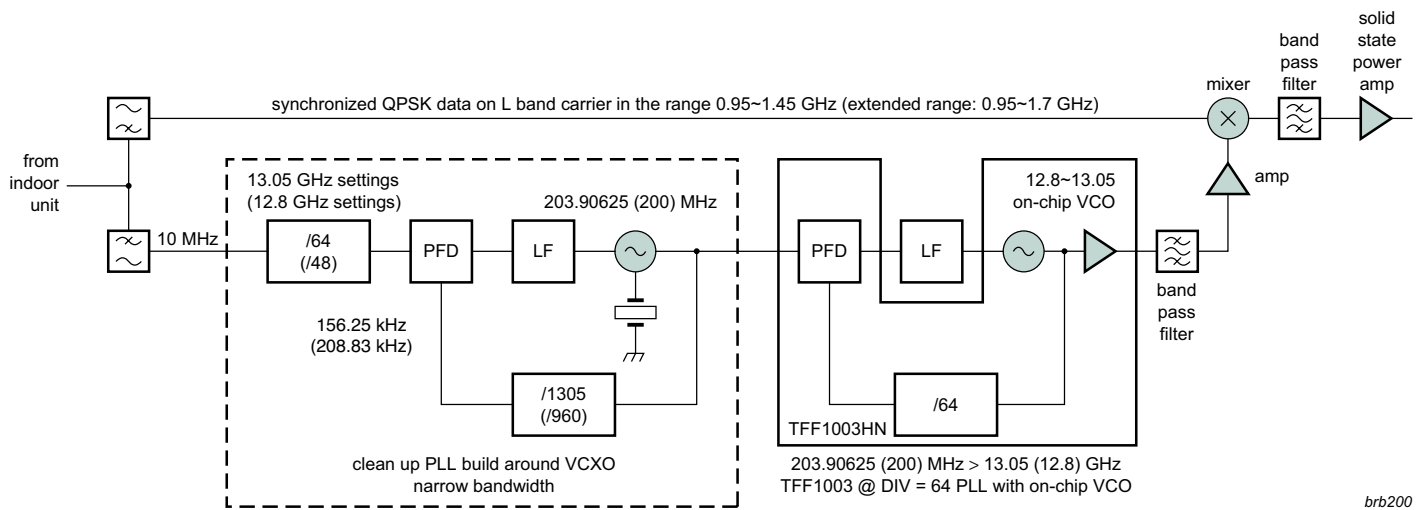 solid
state
power
amp
band
pass
filter
mixer
synchronized QPSK data on L band carrier in the range 0.95~1.45 GHz (extended range: 0.95~1.7 GHz)
from
indoor
unit
amp
13.05 GHz settings
(12.8 GHz settings)
203.90625 (200) MHz
12.8~13.05
on-chip VCO
10 MHz
/64
(/48)
PFD
LF
PFD
LF
band
pass
filter
156.25 kHz
(208.83 kHz)
/1305
(/960)
/64
TFF1003HN
clean up PLL build around VCXO
narrow bandwidth
203.90625 (200) MHz > 13.05 (12.8) GHz
TFF1003 @ DIV = 64 PLL with on-chip VCO
brb200